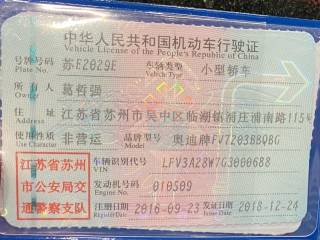 中华人民共和国机动车行驶证
Vehicle License of the People's Republic of China
号牌号码 苏E2029E 车辆类型 小型轿车
Plate No. Vehicle Type
所有人 葛哲强
Owner
住址 江苏省苏州市吴中区临湖镇浦庄浦南路115号
Address
使用性质 非营运 品牌型号 奥迪牌FV7203BBQBG
Use Character Model
江苏省苏州市公安局交通警察支队
车辆识别代号 LFV3A28W7G3000688
VIN
发动机号码 010509
Engine No.
注册日期 2016-09-23 发证日期 2018-12-24
Register Date Issue Date